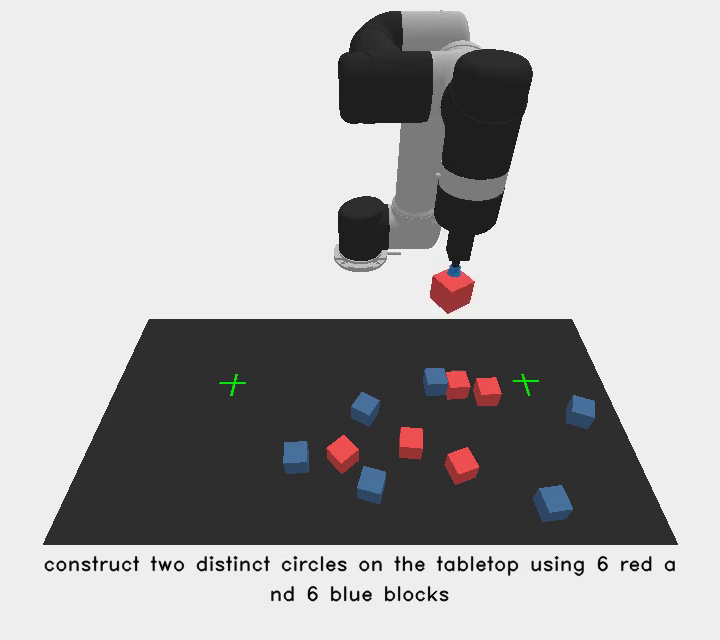 construct two distinct circles on the tabletop using 6 red a
nd 6 blue blocks